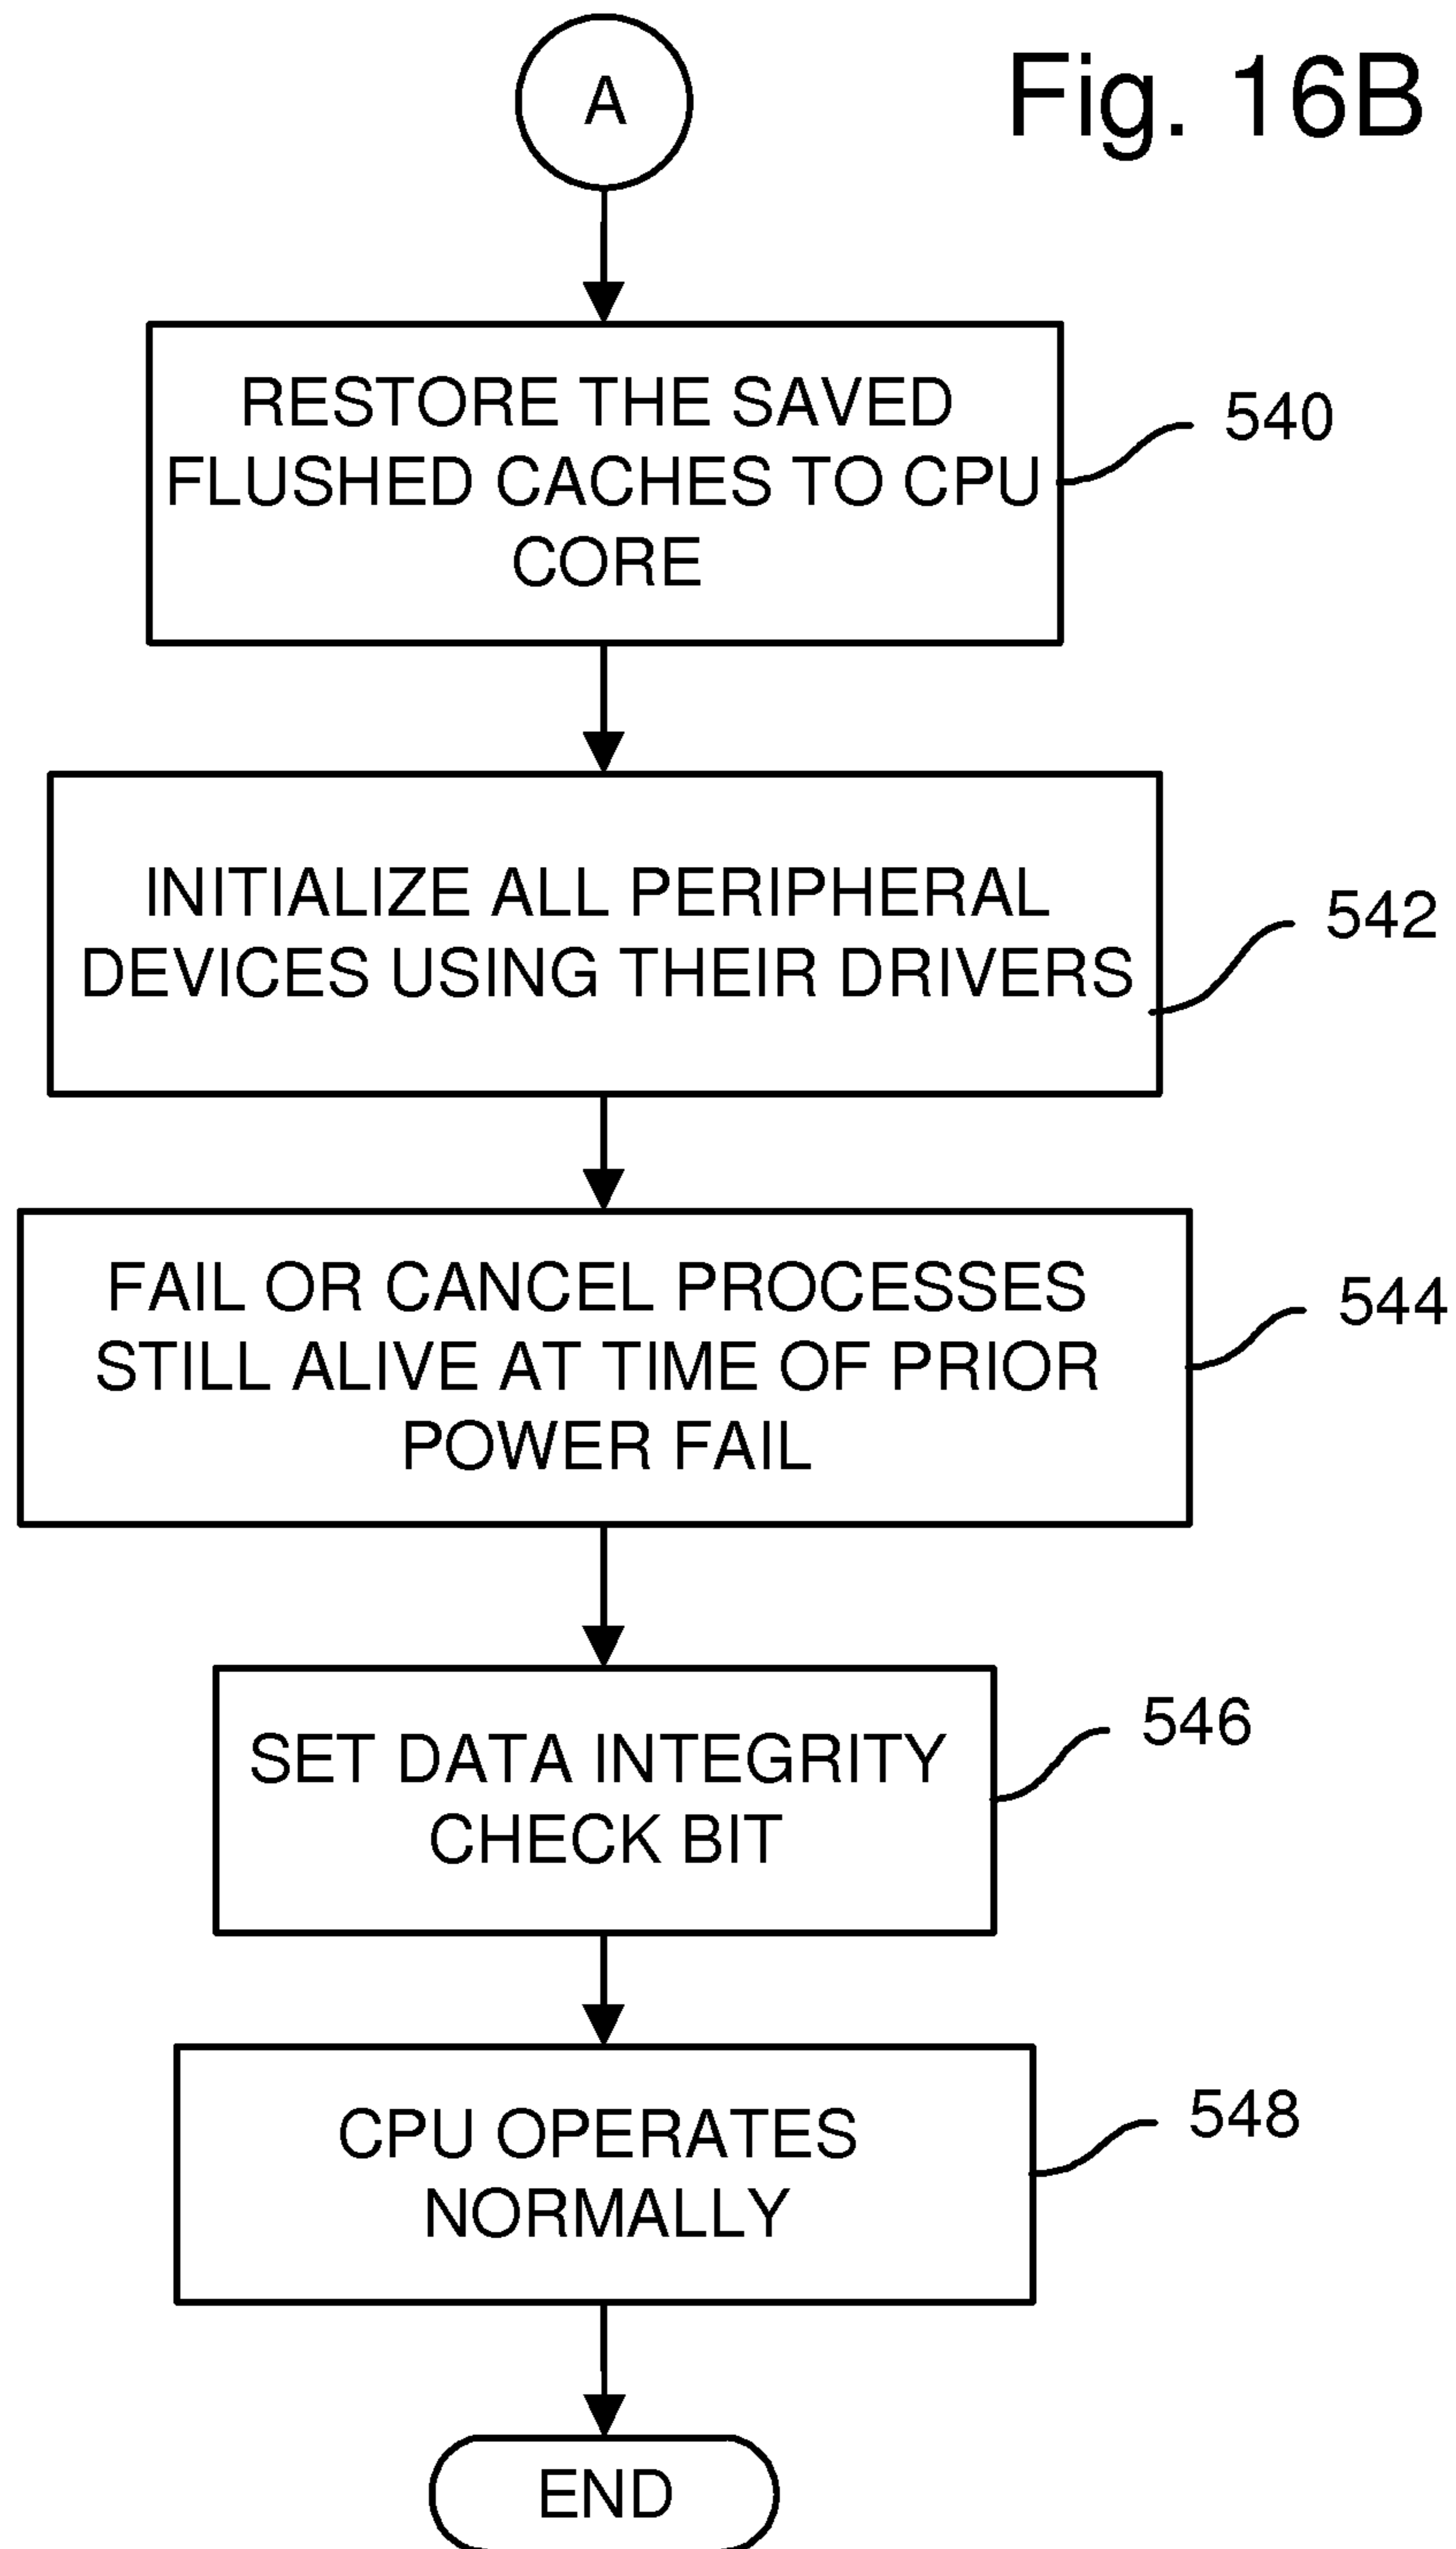 A
Fig. 16B
RESTORE THE SAVED
FLUSHED CACHES TO CPU
CORE
540
INITIALIZE ALL PERIPHERAL
DEVICES USING THEIR DRIVERS
542
FAIL OR CANCEL PROCESSES
STILL ALIVE AT TIME OF PRIOR
POWER FAIL
544
SET DATA INTEGRITY
CHECK BIT
546
CPU OPERATES
NORMALLY
548
END